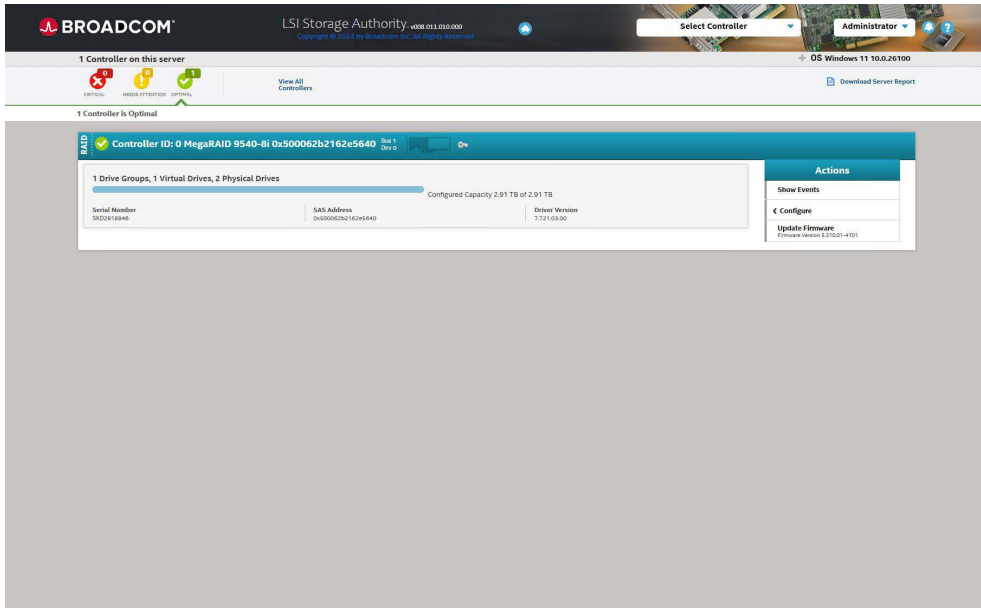 BROADCOM®
LSI Storage Authority v008.011.010.000
Copyright © 2024 by Broadcom Inc. All Rights Reserved
Select Controller
Administrator
?
1 Controller on this server
OS Windows 11 10.0.26100
0
0
1
CRITICAL
NEEDS ATTENTION
OPTIMAL
View All
Controllers
Download Server Report
1 Controller is Optimal
RAID
Controller ID: 0 MegaRAID 9540-8i 0x500062b2162e5640
Bus 1
Dev 0
1 Drive Groups, 1 Virtual Drives, 2 Physical Drives
Configured Capacity 2.91 TB of 2.91 TB
Serial Number
SKD2918946
SAS Address
0x500062b2162e5640
Driver Version
7.721.03.00
Actions
Show Events
Configure
Update Firmware
Firmware Version 5.310.01-4101